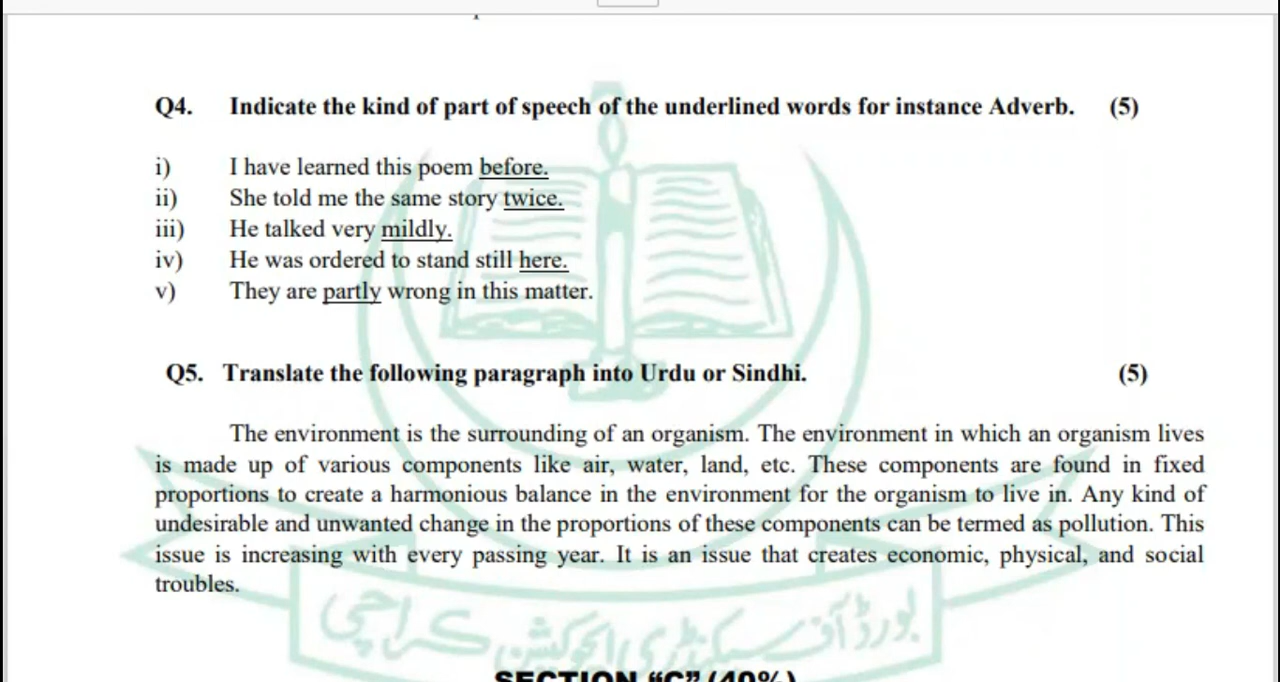 Q4. Indicate the kind of part of speech of the underlined words for instance Adverb. (5)
i) I have learned this poem before.
ii) She told me the same story twice.
iii) He talked very mildly.
iv) He was ordered to stand still here.
v) They are partly wrong in this matter.
Q5. Translate the following paragraph into Urdu or Sindhi. (5)
The environment is the surrounding of an organism. The environment in which an organism lives
is made up of various components like air, water, land, etc. These components are found in fixed
proportions to create a harmonious balance in the environment for the organism to live in. Any kind of
undesirable and unwanted change in the proportions of these components can be termed as pollution. This
issue is increasing with every passing year. It is an issue that creates economic, physical, and social
troubles.
بورڈ آف سیکنڈری ایجوکیشن کراچی
SECTION “C” (40%)